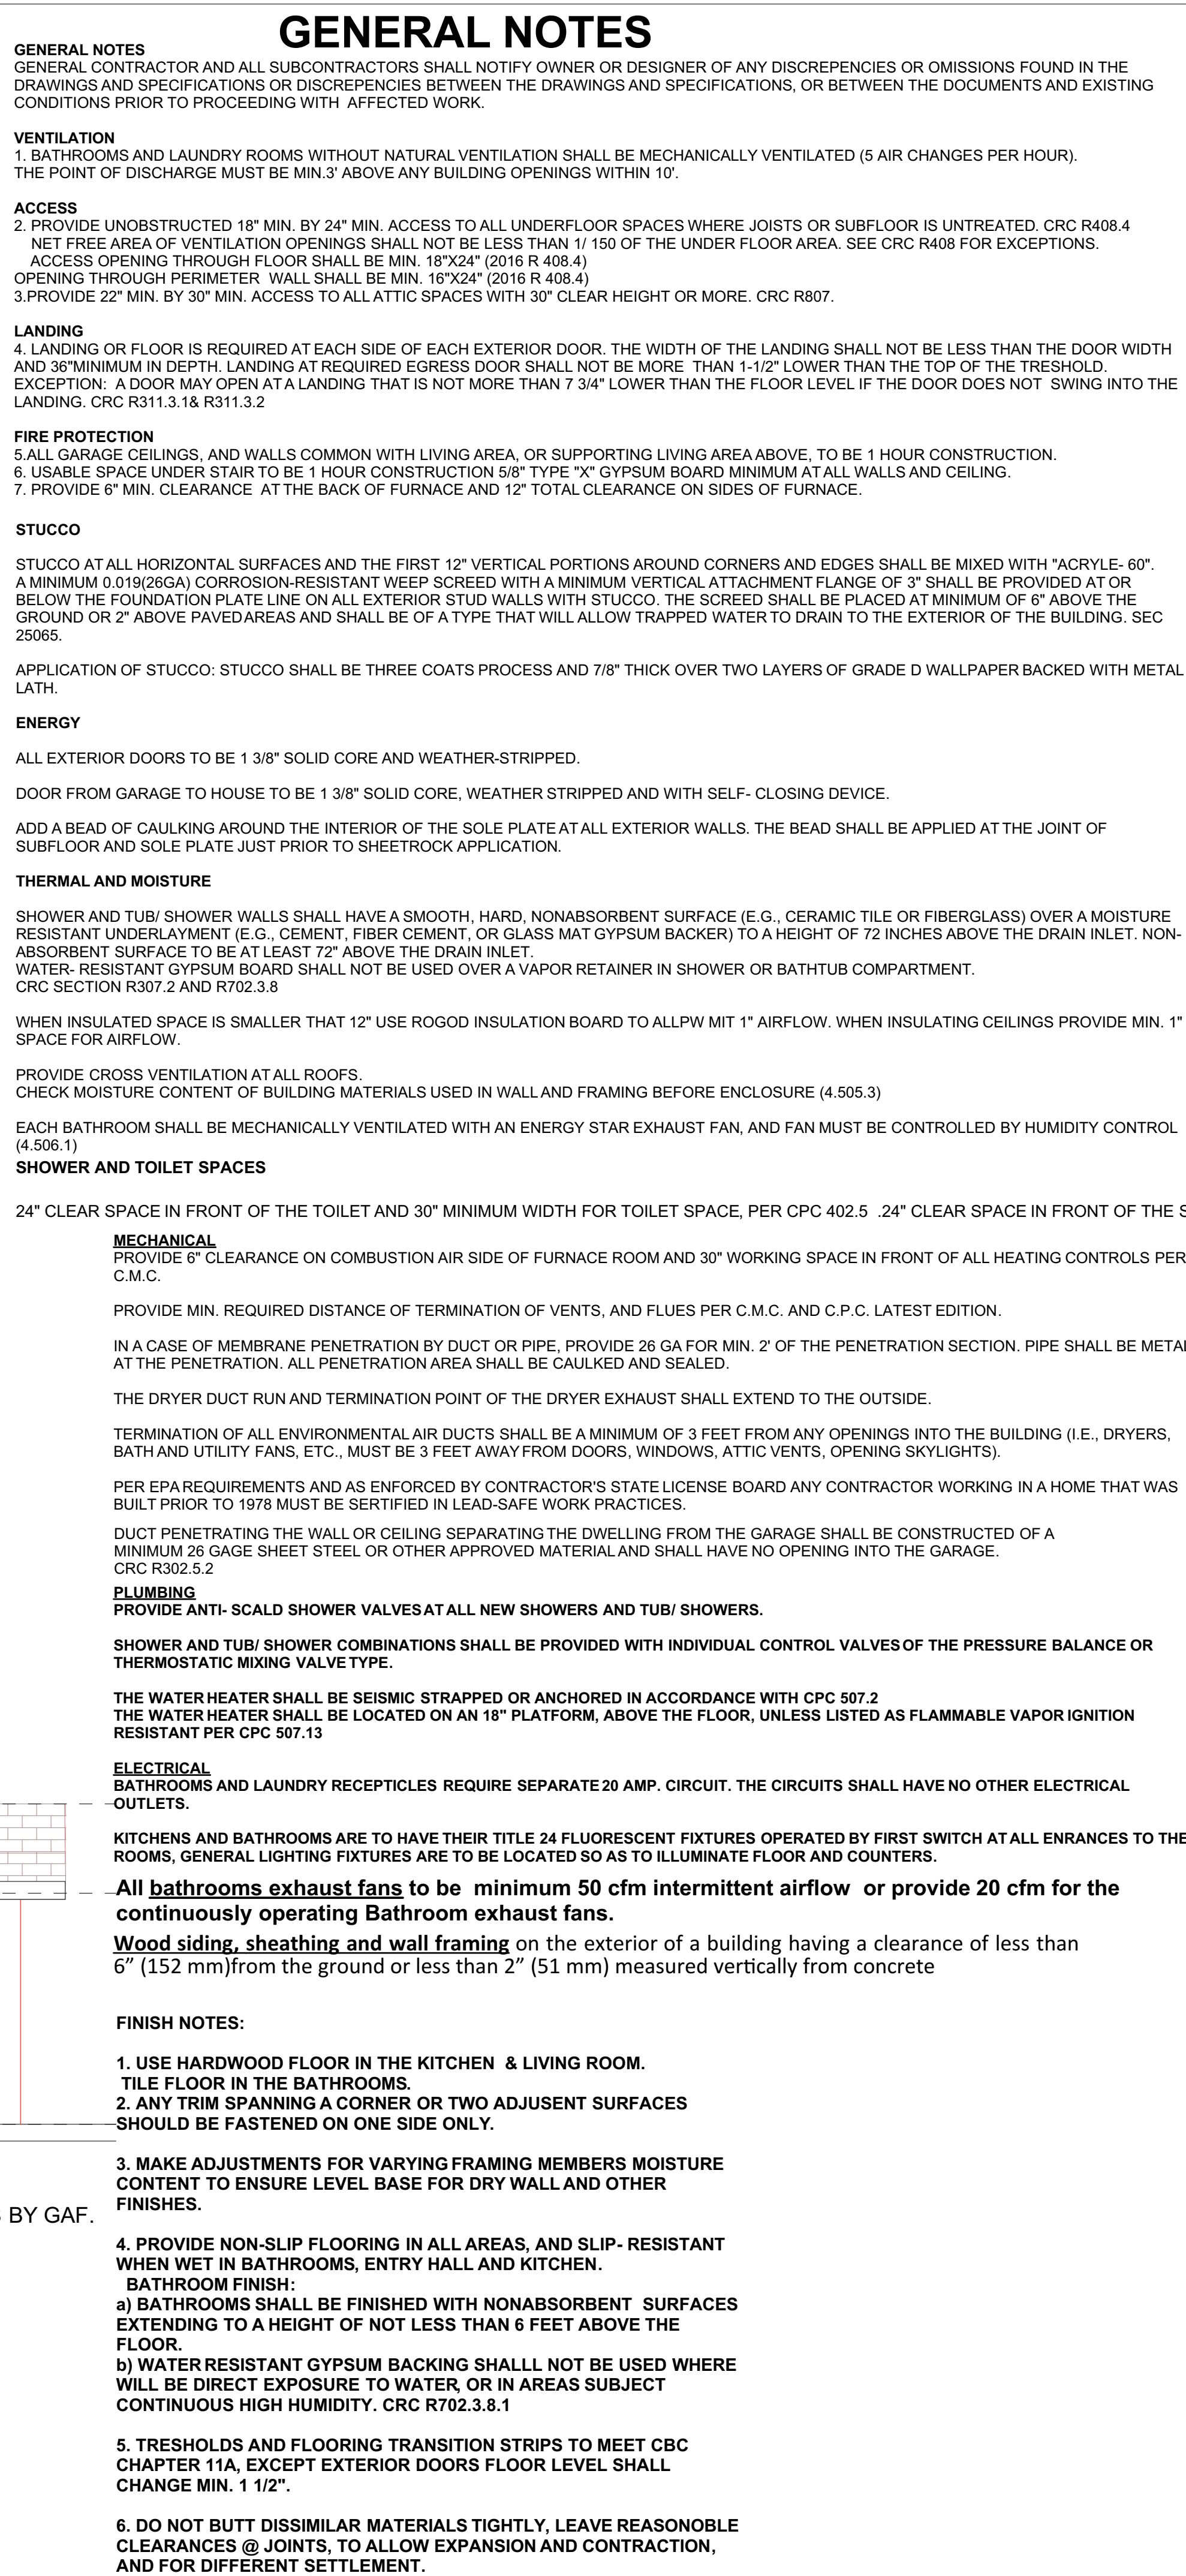 GENERAL NOTES
GENERAL NOTES
GENERAL CONTRACTOR AND ALL SUBCONTRACTORS SHALL NOTIFY OWNER OR DESIGNER OF ANY DISCREPENCIES OR OMISSIONS FOUND IN THE
DRAWINGS AND SPECIFICATIONS OR DISCREPENCIES BETWEEN THE DRAWINGS AND SPECIFICATIONS, OR BETWEEN THE DOCUMENTS AND EXISTING
CONDITIONS PRIOR TO PROCEEDING WITH AFFECTED WORK.
VENTILATION
1. BATHROOMS AND LAUNDRY ROOMS WITHOUT NATURAL VENTILATION SHALL BE MECHANICALLY VENTILATED (5 AIR CHANGES PER HOUR).
THE POINT OF DISCHARGE MUST BE MIN.3' ABOVE ANY BUILDING OPENINGS WITHIN 10'.
ACCESS
2. PROVIDE UNOBSTRUCTED 18" MIN. BY 24" MIN. ACCESS TO ALL UNDERFLOOR SPACES WHERE JOISTS OR SUBFLOOR IS UNTREATED. CRC R408.4
NET FREE AREA OF VENTILATION OPENINGS SHALL NOT BE LESS THAN 1/ 150 OF THE UNDER FLOOR AREA. SEE CRC R408 FOR EXCEPTIONS.
ACCESS OPENING THROUGH FLOOR SHALL BE MIN. 18"X24" (2016 R 408.4)
OPENING THROUGH PERIMETER WALL SHALL BE MIN. 16"X24" (2016 R 408.4)
3.PROVIDE 22" MIN. BY 30" MIN. ACCESS TO ALL ATTIC SPACES WITH 30" CLEAR HEIGHT OR MORE. CRC R807.
LANDING
4. LANDING OR FLOOR IS REQUIRED AT EACH SIDE OF EACH EXTERIOR DOOR. THE WIDTH OF THE LANDING SHALL NOT BE LESS THAN THE DOOR WIDTH
AND 36"MINIMUM IN DEPTH. LANDING AT REQUIRED EGRESS DOOR SHALL NOT BE MORE THAN 1-1/2" LOWER THAN THE TOP OF THE TRESHOLD.
EXCEPTION: A DOOR MAY OPEN AT A LANDING THAT IS NOT MORE THAN 7 3/4" LOWER THAN THE FLOOR LEVEL IF THE DOOR DOES NOT SWING INTO THE
LANDING. CRC R311.3.1& R311.3.2
FIRE PROTECTION
5.ALL GARAGE CEILINGS, AND WALLS COMMON WITH LIVING AREA, OR SUPPORTING LIVING AREA ABOVE, TO BE 1 HOUR CONSTRUCTION.
6. USABLE SPACE UNDER STAIR TO BE 1 HOUR CONSTRUCTION 5/8" TYPE "X" GYPSUM BOARD MINIMUM AT ALL WALLS AND CEILING.
7. PROVIDE 6" MIN. CLEARANCE AT THE BACK OF FURNACE AND 12" TOTAL CLEARANCE ON SIDES OF FURNACE.
STUCCO
STUCCO AT ALL HORIZONTAL SURFACES AND THE FIRST 12" VERTICAL PORTIONS AROUND CORNERS AND EDGES SHALL BE MIXED WITH "ACRYLE- 60".
A MINIMUM 0.019(26GA) CORROSION-RESISTANT WEEP SCREED WITH A MINIMUM VERTICAL ATTACHMENT FLANGE OF 3" SHALL BE PROVIDED AT OR
BELOW THE FOUNDATION PLATE LINE ON ALL EXTERIOR STUD WALLS WITH STUCCO. THE SCREED SHALL BE PLACED AT MINIMUM OF 6" ABOVE THE
GROUND OR 2" ABOVE PAVED AREAS AND SHALL BE OF A TYPE THAT WILL ALLOW TRAPPED WATER TO DRAIN TO THE EXTERIOR OF THE BUILDING. SEC
25065.
APPLICATION OF STUCCO: STUCCO SHALL BE THREE COATS PROCESS AND 7/8" THICK OVER TWO LAYERS OF GRADE D WALLPAPER BACKED WITH METAL
LATH.
ENERGY
ALL EXTERIOR DOORS TO BE 1 3/8" SOLID CORE AND WEATHER-STRIPPED.
DOOR FROM GARAGE TO HOUSE TO BE 1 3/8" SOLID CORE, WEATHER STRIPPED AND WITH SELF- CLOSING DEVICE.
ADD A BEAD OF CAULKING AROUND THE INTERIOR OF THE SOLE PLATE AT ALL EXTERIOR WALLS. THE BEAD SHALL BE APPLIED AT THE JOINT OF
SUBFLOOR AND SOLE PLATE JUST PRIOR TO SHEETROCK APPLICATION.
THERMAL AND MOISTURE
SHOWER AND TUB/ SHOWER WALLS SHALL HAVE A SMOOTH, HARD, NONABSORBENT SURFACE (E.G., CERAMIC TILE OR FIBERGLASS) OVER A MOISTURE
RESISTANT UNDERLAYMENT (E.G., CEMENT, FIBER CEMENT, OR GLASS MAT GYPSUM BACKER) TO A HEIGHT OF 72 INCHES ABOVE THE DRAIN INLET. NON-
ABSORBENT SURFACE TO BE AT LEAST 72" ABOVE THE DRAIN INLET.
WATER- RESISTANT GYPSUM BOARD SHALL NOT BE USED OVER A VAPOR RETAINER IN SHOWER OR BATHTUB COMPARTMENT.
CRC SECTION R307.2 AND R702.3.8
WHEN INSULATED SPACE IS SMALLER THAT 12" USE ROGOD INSULATION BOARD TO ALLPW MIT 1" AIRFLOW. WHEN INSULATING CEILINGS PROVIDE MIN. 1"
SPACE FOR AIRFLOW.
PROVIDE CROSS VENTILATION AT ALL ROOFS.
CHECK MOISTURE CONTENT OF BUILDING MATERIALS USED IN WALL AND FRAMING BEFORE ENCLOSURE (4.505.3)
EACH BATHROOM SHALL BE MECHANICALLY VENTILATED WITH AN ENERGY STAR EXHAUST FAN, AND FAN MUST BE CONTROLLED BY HUMIDITY CONTROL
(4.506.1)
SHOWER AND TOILET SPACES
24" CLEAR SPACE IN FRONT OF THE TOILET AND 30" MINIMUM WIDTH FOR TOILET SPACE, PER CPC 402.5 .24" CLEAR SPACE IN FRONT OF THE S
MECHANICAL
PROVIDE 6" CLEARANCE ON COMBUSTION AIR SIDE OF FURNACE ROOM AND 30" WORKING SPACE IN FRONT OF ALL HEATING CONTROLS PER
C.M.C.
PROVIDE MIN. REQUIRED DISTANCE OF TERMINATION OF VENTS, AND FLUES PER C.M.C. AND C.P.C. LATEST EDITION.
IN A CASE OF MEMBRANE PENETRATION BY DUCT OR PIPE, PROVIDE 26 GA FOR MIN. 2' OF THE PENETRATION SECTION. PIPE SHALL BE METAL
AT THE PENETRATION. ALL PENETRATION AREA SHALL BE CAULKED AND SEALED.
THE DRYER DUCT RUN AND TERMINATION POINT OF THE DRYER EXHAUST SHALL EXTEND TO THE OUTSIDE.
TERMINATION OF ALL ENVIRONMENTAL AIR DUCTS SHALL BE A MINIMUM OF 3 FEET FROM ANY OPENINGS INTO THE BUILDING (I.E., DRYERS,
BATH AND UTILITY FANS, ETC., MUST BE 3 FEET AWAY FROM DOORS, WINDOWS, ATTIC VENTS, OPENING SKYLIGHTS).
PER EPA REQUIREMENTS AND AS ENFORCED BY CONTRACTOR'S STATE LICENSE BOARD ANY CONTRACTOR WORKING IN A HOME THAT WAS
BUILT PRIOR TO 1978 MUST BE SERTIFIED IN LEAD-SAFE WORK PRACTICES.
DUCT PENETRATING THE WALL OR CEILING SEPARATING THE DWELLING FROM THE GARAGE SHALL BE CONSTRUCTED OF A
MINIMUM 26 GAGE SHEET STEEL OR OTHER APPROVED MATERIAL AND SHALL HAVE NO OPENING INTO THE GARAGE.
CRC R302.5.2
PLUMBING
PROVIDE ANTI- SCALD SHOWER VALVES AT ALL NEW SHOWERS AND TUB/ SHOWERS.
SHOWER AND TUB/ SHOWER COMBINATIONS SHALL BE PROVIDED WITH INDIVIDUAL CONTROL VALVES OF THE PRESSURE BALANCE OR
THERMOSTATIC MIXING VALVE TYPE.
THE WATER HEATER SHALL BE SEISMIC STRAPPED OR ANCHORED IN ACCORDANCE WITH CPC 507.2
THE WATER HEATER SHALL BE LOCATED ON AN 18" PLATFORM, ABOVE THE FLOOR, UNLESS LISTED AS FLAMMABLE VAPOR IGNITION
RESISTANT PER CPC 507.13
ELECTRICAL
BATHROOMS AND LAUNDRY RECEPTICLES REQUIRE SEPARATE 20 AMP. CIRCUIT. THE CIRCUITS SHALL HAVE NO OTHER ELECTRICAL
OUTLETS.
KITCHENS AND BATHROOMS ARE TO HAVE THEIR TITLE 24 FLUORESCENT FIXTURES OPERATED BY FIRST SWITCH AT ALL ENRANCES TO THE
ROOMS, GENERAL LIGHTING FIXTURES ARE TO BE LOCATED SO AS TO ILLUMINATE FLOOR AND COUNTERS.
All bathrooms exhaust fans to be minimum 50 cfm intermittent airflow or provide 20 cfm for the
continuously operating Bathroom exhaust fans.
Wood siding, sheathing and wall framing on the exterior of a building having a clearance of less than
6” (152 mm)from the ground or less than 2” (51 mm) measured vertically from concrete
FINISH NOTES:
1. USE HARDWOOD FLOOR IN THE KITCHEN & LIVING ROOM.
TILE FLOOR IN THE BATHROOMS.
2. ANY TRIM SPANNING A CORNER OR TWO ADJUSENT SURFACES
SHOULD BE FASTENED ON ONE SIDE ONLY.
3. MAKE ADJUSTMENTS FOR VARYING FRAMING MEMBERS MOISTURE
CONTENT TO ENSURE LEVEL BASE FOR DRY WALL AND OTHER
FINISHES.
BY GAF.
4. PROVIDE NON-SLIP FLOORING IN ALL AREAS, AND SLIP- RESISTANT
WHEN WET IN BATHROOMS, ENTRY HALL AND KITCHEN.
BATHROOM FINISH:
a) BATHROOMS SHALL BE FINISHED WITH NONABSORBENT SURFACES
EXTENDING TO A HEIGHT OF NOT LESS THAN 6 FEET ABOVE THE
FLOOR.
b) WATER RESISTANT GYPSUM BACKING SHALLL NOT BE USED WHERE
WILL BE DIRECT EXPOSURE TO WATER, OR IN AREAS SUBJECT
CONTINUOUS HIGH HUMIDITY. CRC R702.3.8.1
5. TRESHOLDS AND FLOORING TRANSITION STRIPS TO MEET CBC
CHAPTER 11A, EXCEPT EXTERIOR DOORS FLOOR LEVEL SHALL
CHANGE MIN. 1 1/2".
6. DO NOT BUTT DISSIMILAR MATERIALS TIGHTLY, LEAVE REASONOBLE
CLEARANCES @ JOINTS, TO ALLOW EXPANSION AND CONTRACTION,
AND FOR DIFFERENT SETTLEMENT.